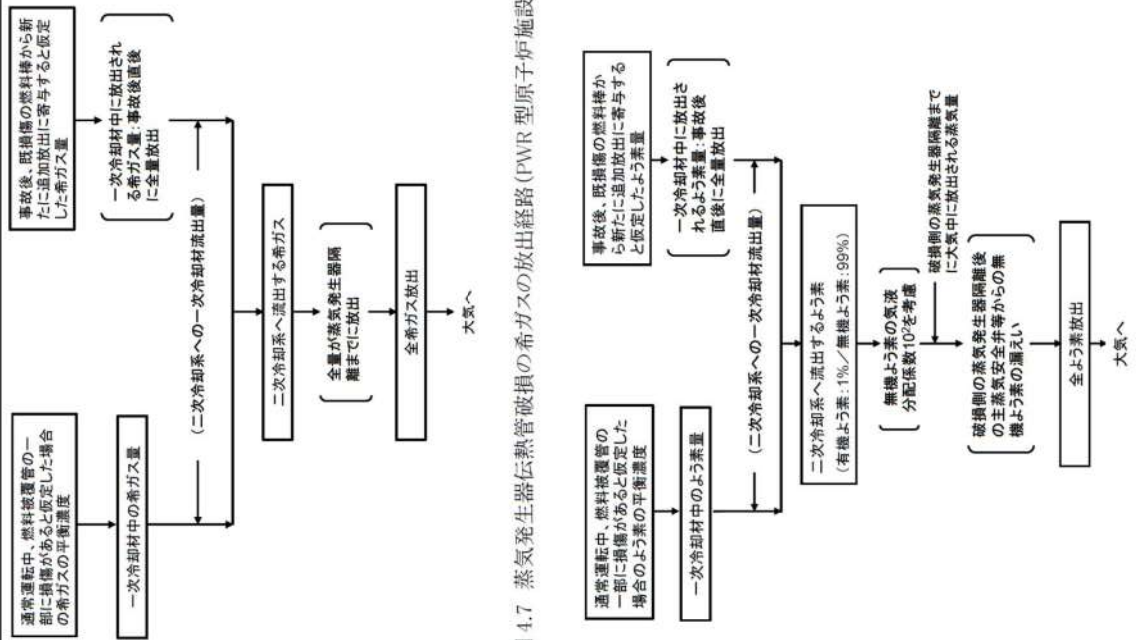 通常運転中、燃料被覆管の一
部に損傷があると仮定した場合
の希ガスの平衡濃度
事故後、既損傷の燃料棒から新
たに追加放出に寄与すると仮定
した希ガス量
一次冷却材中の希ガス量
一次冷却材中に放出され
る希ガス量:事故後直後
に全量放出
(二次冷却系への一次冷却材流出量)
二次冷却系へ流出する希ガス
全量が蒸気発生器隔
離までに放出
全希ガス放出
大気へ
4.7 蒸気発生器伝熱管破損の希ガスの放出経路(PWR 型原子炉施設
通常運転中、燃料被覆管の
一部に損傷があると仮定した
場合のよう素の平衡濃度
事故後、既損傷の燃料棒か
ら新たに追加放出に寄与する
と仮定したよう素量
一次冷却材中のよう素量
一次冷却材中に放出さ
れるよう素量:事故後
直後に全量放出
(二次冷却系への一次冷却材流出量)
二次冷却系へ流出するよう素
(有機よう素:1%/無機よう素:99%)
無機よう素の気液
分配係数10²を考慮
破損側の蒸気発生器隔離まで
に大気中に放出される蒸気量
破損側の蒸気発生器隔離後
の主蒸気安全弁等からの無
機よう素の漏えい
全よう素放出
大気へ